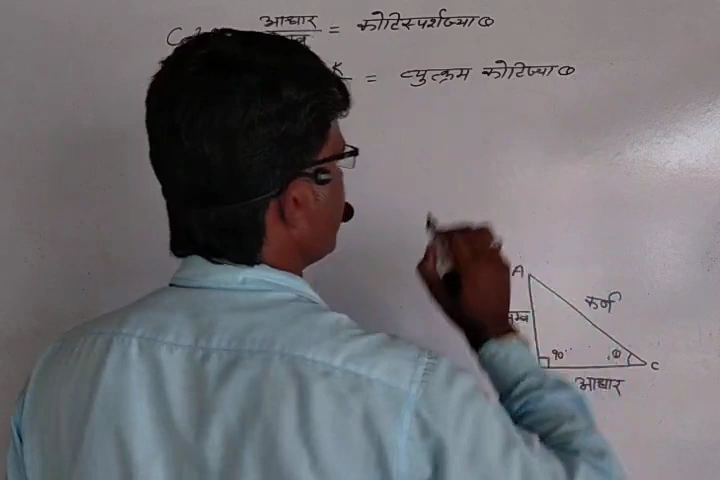 आधार = कोटिस्पर्शज्या θ
K = व्युत्क्रम कोटिज्या θ
A
कर्ण
90° θ C
आधार